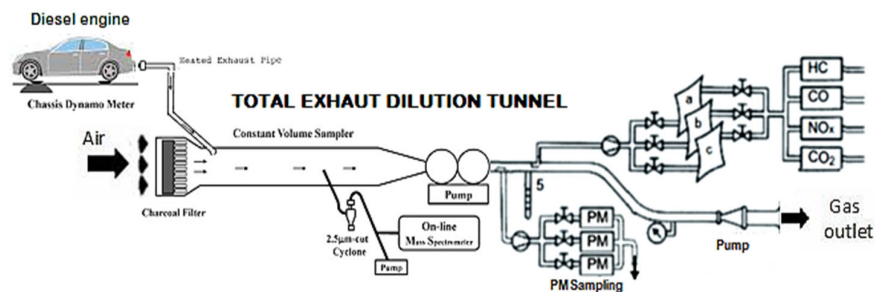 Diesel engine
Heated Exhaust Pipe
Chassis Dynamo Meter
TOTAL EXHAUT DILUTION TUNNEL
Air
Constant Volume Sampler
Charcoal Filter
Pump
2.5μm-cut
Cyclone
On-line
Mass Spectrometer
Pump
5
a
b
c
HC
CO
NOx
CO2
PM
PM
PM
PM Sampling
Pump
Gas
outlet